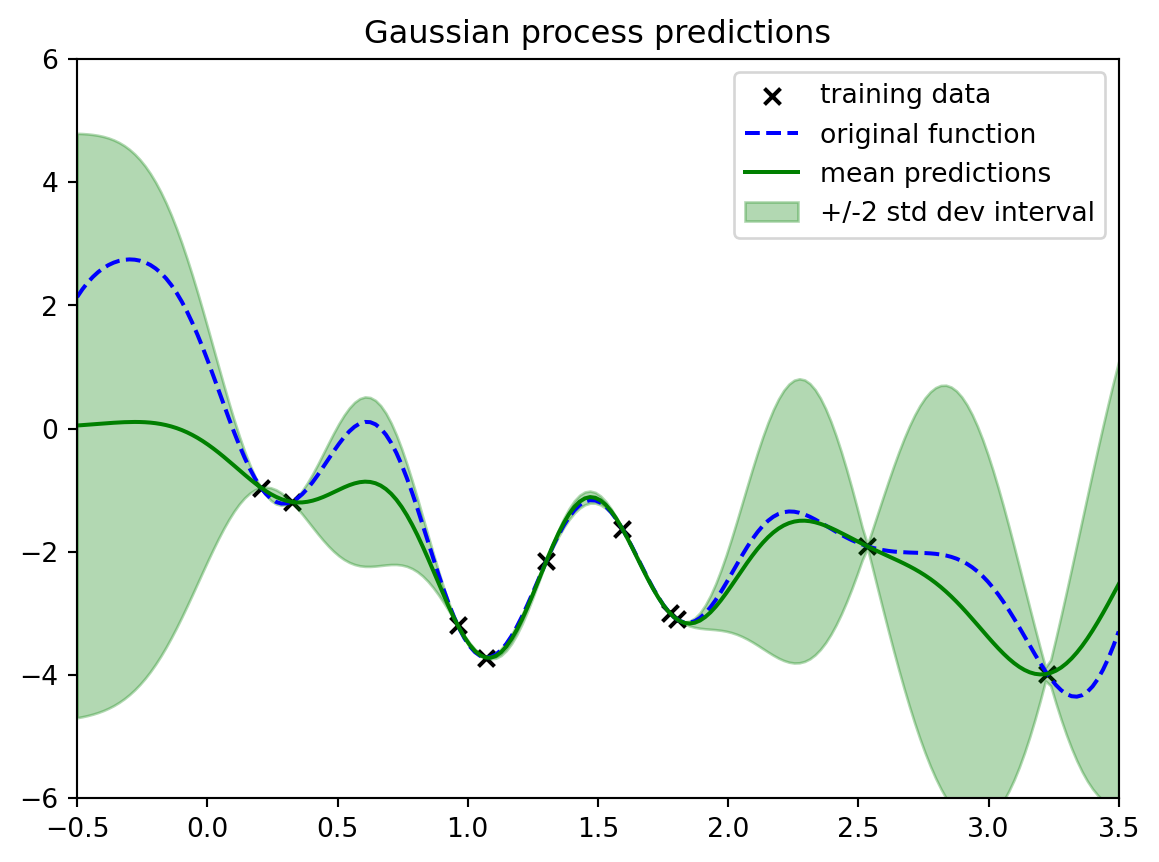 Gaussian process predictions
training data
original function
mean predictions
+/-2 std dev interval
6
4
2
0
−2
−4
−6
−0.5 0.0 0.5 1.0 1.5 2.0 2.5 3.0 3.5